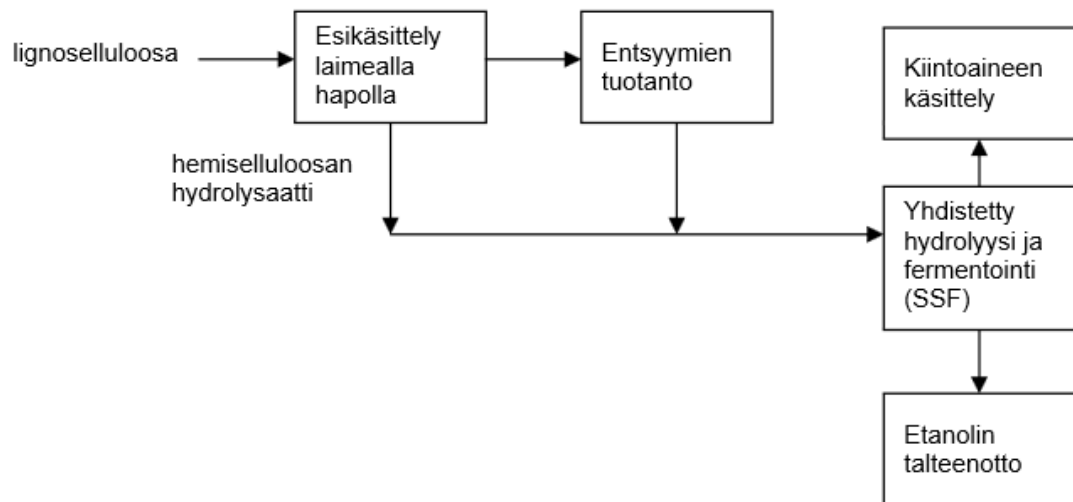 lignoselluloosa
Esikäsittely
laimealla
hapolla
Entsyymien
tuotanto
Kiintoaineen
käsittely
hemiselluloosan
hydrolysaatti
Yhdistetty
hydrolyysi ja
fermentointi
(SSF)
Etanolin
talteenotto